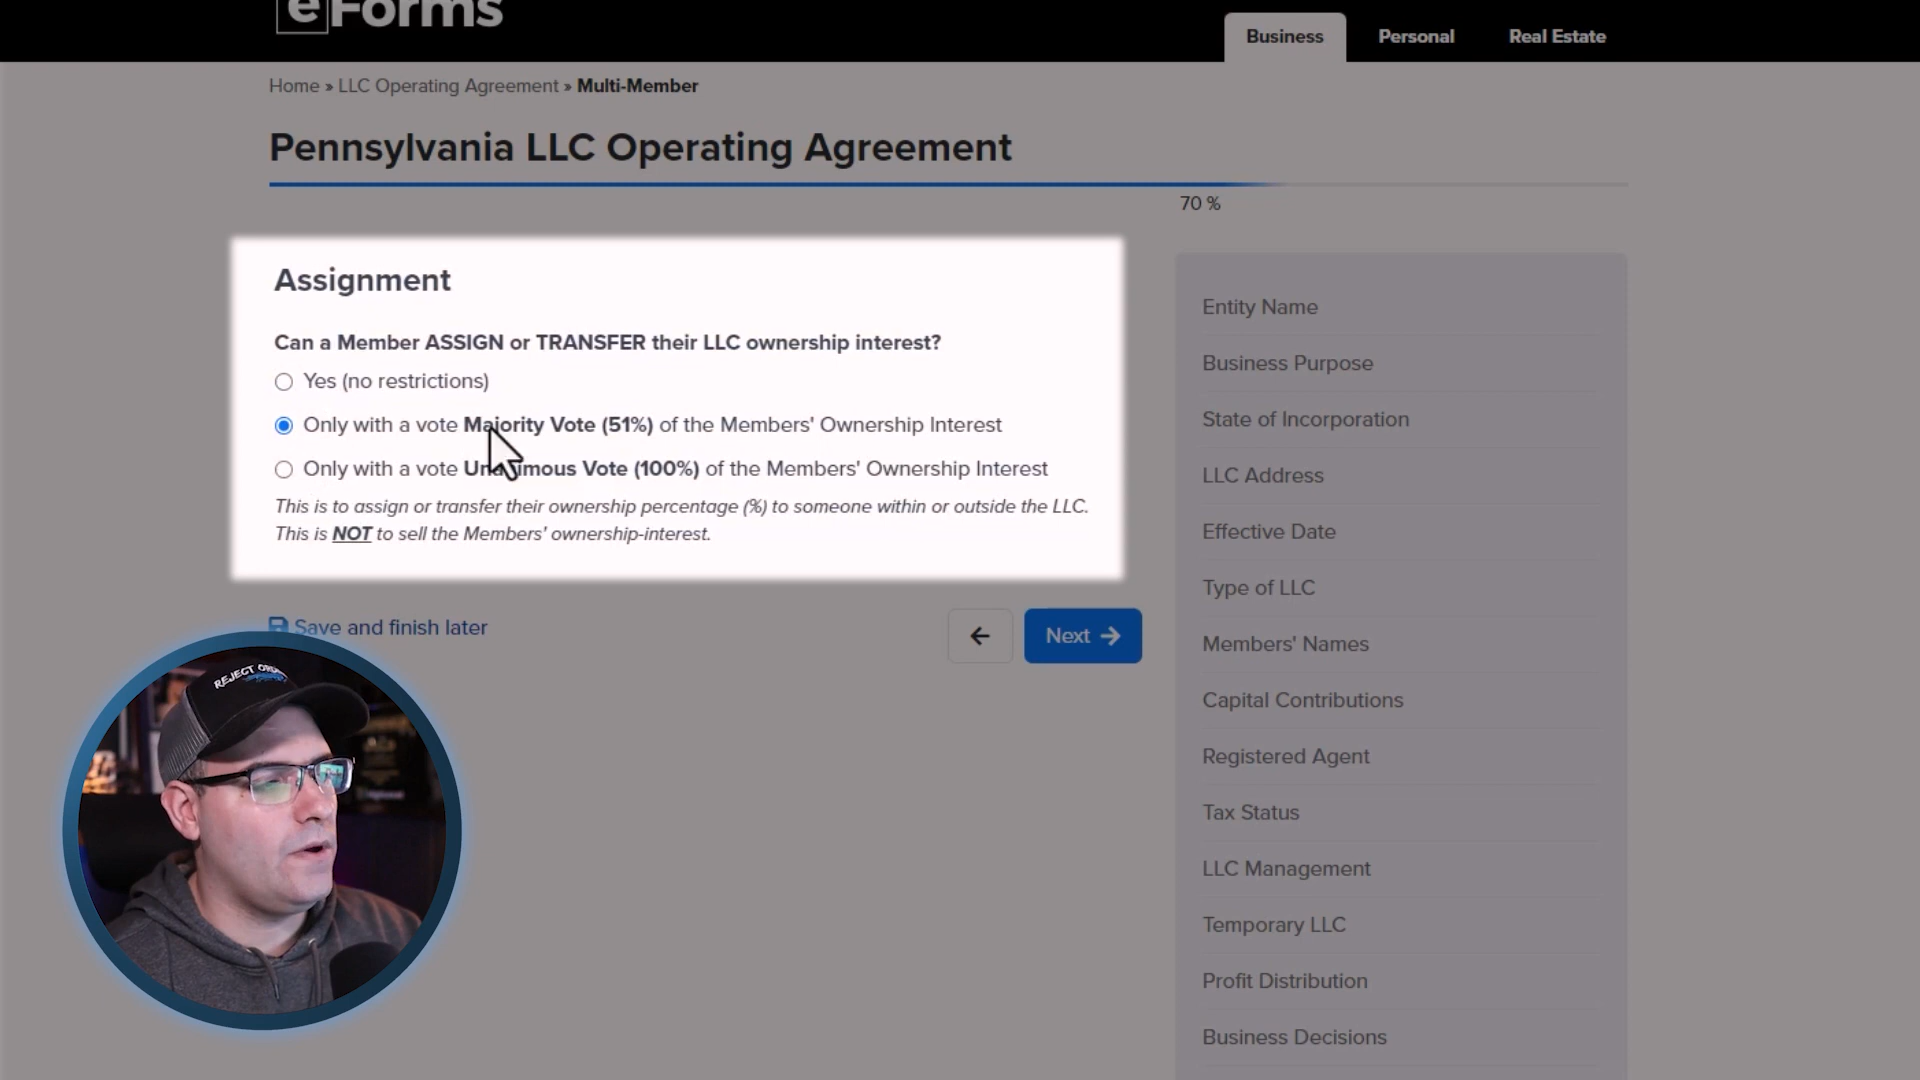 eForms
Business
Personal
Real Estate
Home » LLC Operating Agreement » Multi-Member
Pennsylvania LLC Operating Agreement
70 %
Assignment
Can a Member ASSIGN or TRANSFER their LLC ownership interest?
Yes (no restrictions)
Only with a vote Majority Vote (51%) of the Members' Ownership Interest
Only with a vote Unanimous Vote (100%) of the Members' Ownership Interest
This is to assign or transfer their ownership percentage (%) to someone within or outside the LLC.
This is NOT to sell the Members' ownership-interest.
Save and finish later
Next
Entity Name
Business Purpose
State of Incorporation
LLC Address
Effective Date
Type of LLC
Members' Names
Capital Contributions
Registered Agent
Tax Status
LLC Management
Temporary LLC
Profit Distribution
Business Decisions
REJECT